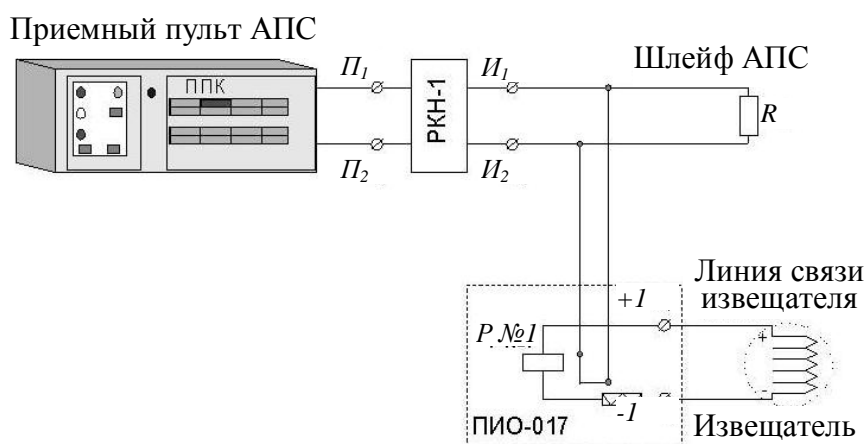 Приемный пульт АПС
ППК
П1
П2
РКН-1
И1
И2
Шлейф АПС
R
Линия связи
извещателя
+1
Р №1
+
-
-1
ПИО-017
Извещатель